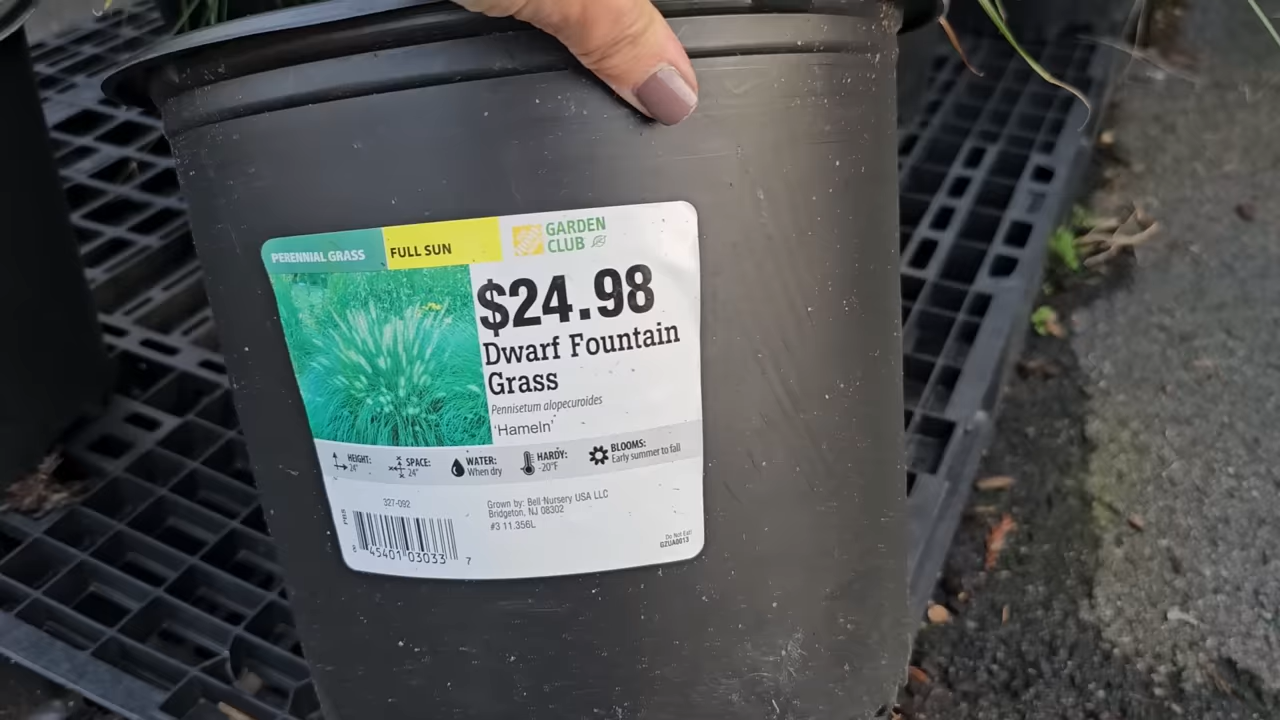 PERENNIAL GRASS
FULL SUN
GARDEN
CLUB
$24.98
Dwarf Fountain
Grass
Pennisetum alopecuroides
'Hameln'
HEIGHT:
24"
SPACE:
24"
WATER:
When dry
HARDY:
-20°F
BLOOMS:
Early summer to fall
327-092
Grown by: Bell Nursery USA LLC
Bridgeton, NJ 08302
#3 11.356L
PBS
8 45401 03033 7
Do Not Eat!
G2UA0013